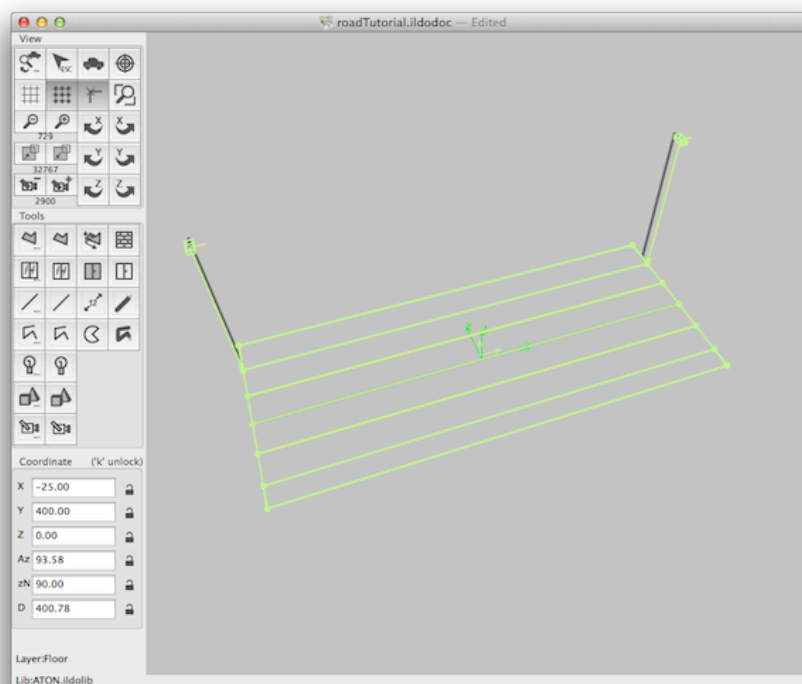 roadTutorial.ildodoc — Edited
View
ESC
X X
729
Y Y
32767
Z Z
2900
Tools
12
Coordinate ('k' unlock)
X -25.00
Y 400.00
Z 0.00
Az 93.58
zN 90.00
D 400.78
Layer:Floor
Lib:ATON.ildolib